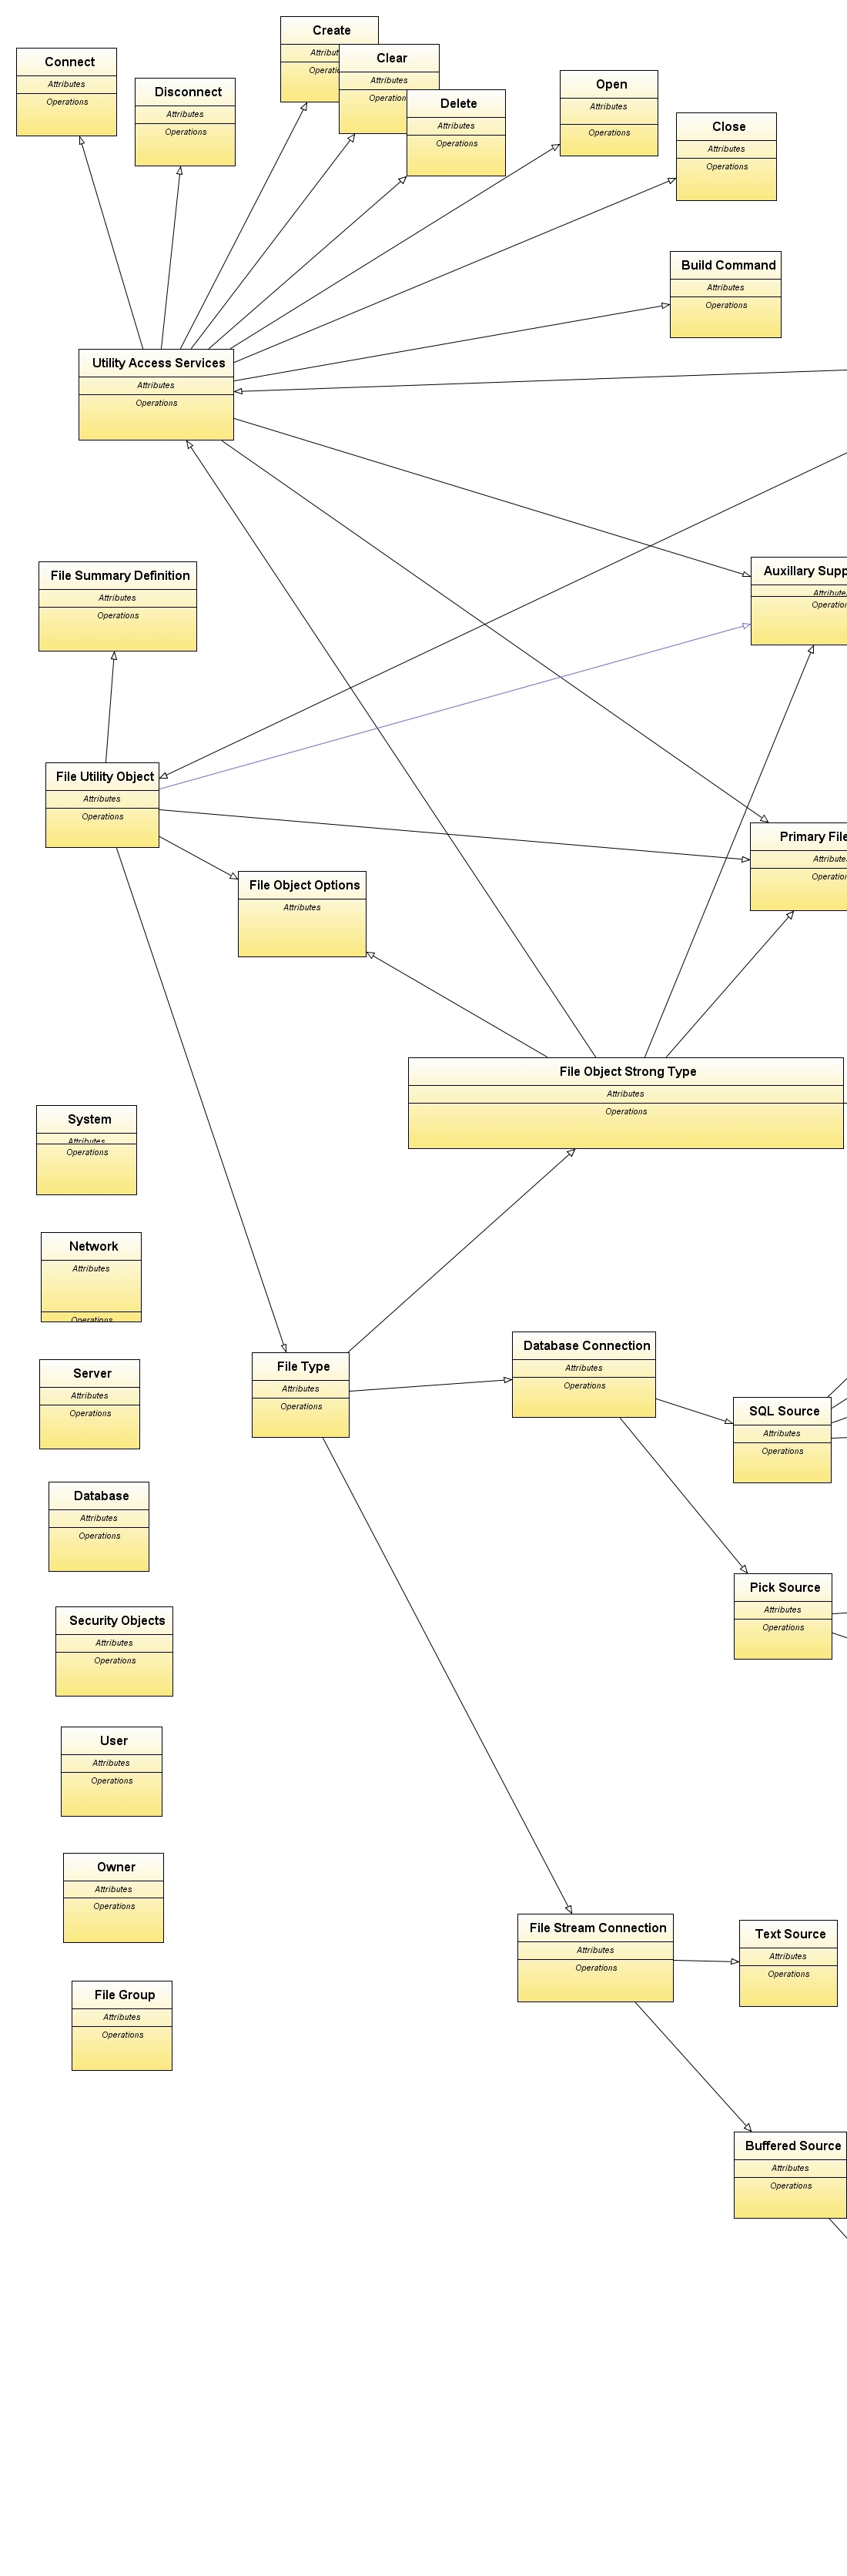 Create
Attribut
Operatio
Connect
Attributes
Operations
Clear
Attributes
Operation
Disconnect
Attributes
Operations
Delete
Attributes
Operations
Open
Attributes
Operations
Close
Attributes
Operations
Build Command
Attributes
Operations
Utility Access Services
Attributes
Operations
File Summary Definition
Attributes
Operations
Auxillary Supp
Attribute
Operation
File Utility Object
Attributes
Operations
Primary File
Attribute
Operation
File Object Options
Attributes
File Object Strong Type
Attributes
Operations
System
Attributes
Operations
Network
Attributes
Operations
Server
Attributes
Operations
File Type
Attributes
Operations
Database Connection
Attributes
Operations
SQL Source
Attributes
Operations
Database
Attributes
Operations
Pick Source
Attributes
Operations
Security Objects
Attributes
Operations
User
Attributes
Operations
Owner
Attributes
Operations
File Stream Connection
Attributes
Operations
Text Source
Attributes
Operations
File Group
Attributes
Operations
Buffered Source
Attributes
Operations